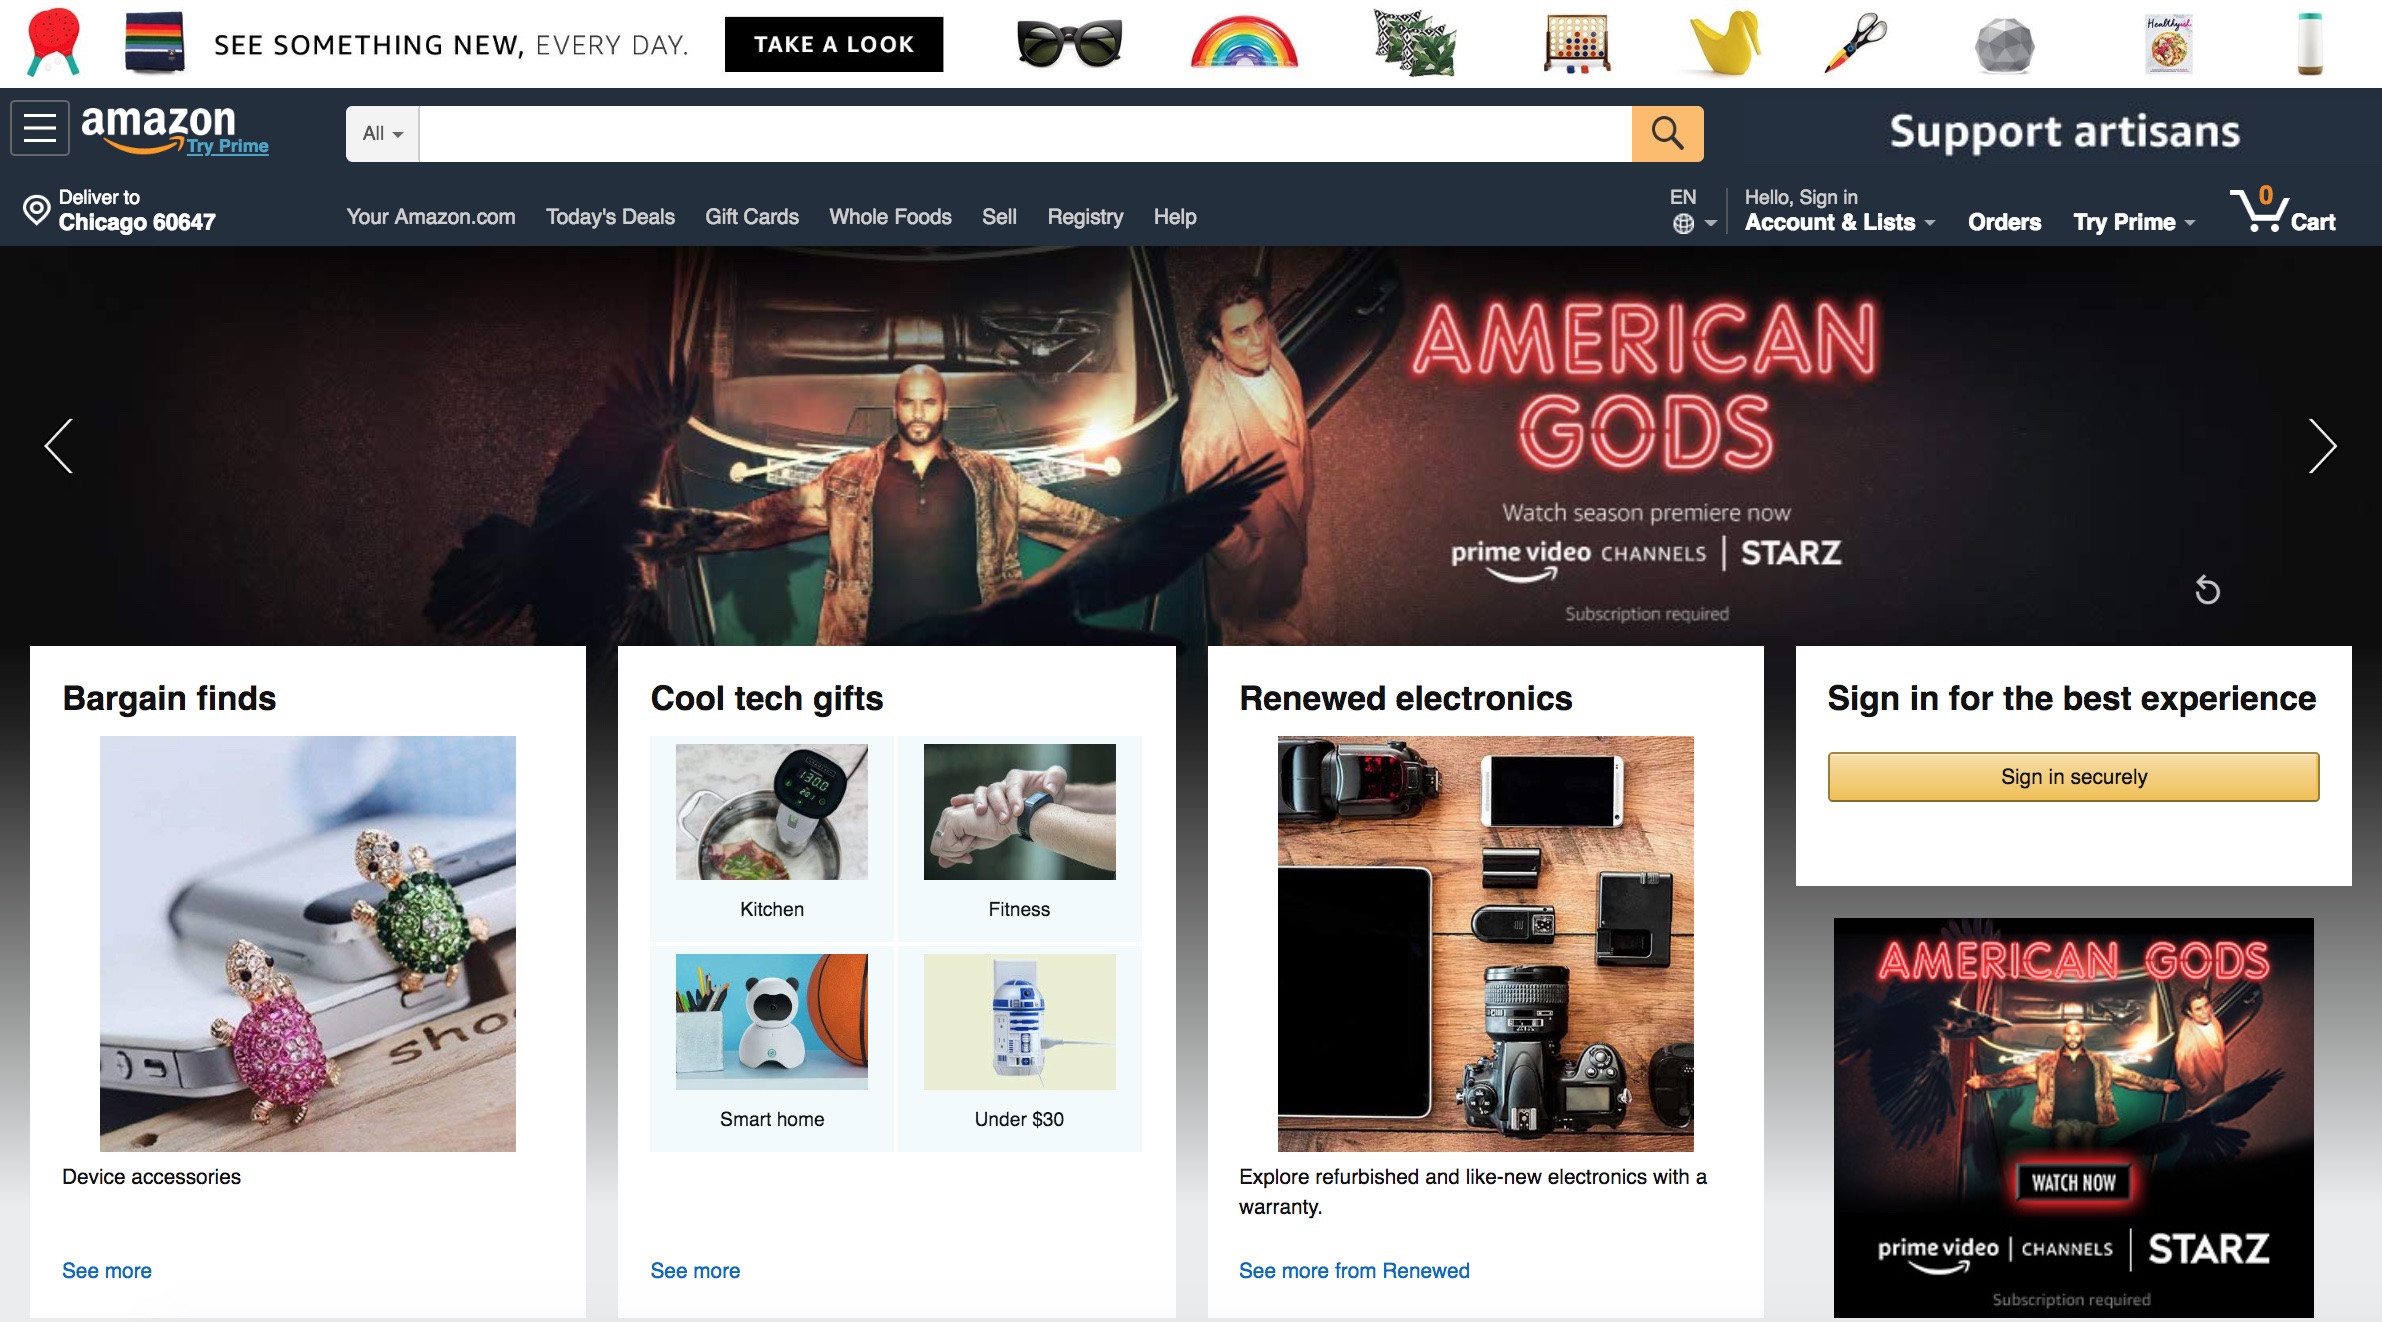 SEE SOMETHING NEW, EVERY DAY.
TAKE A LOOK
Healthyish
amazon
Try Prime
All
Support artisans
Deliver to
Chicago 60647
Your Amazon.com Today's Deals Gift Cards Whole Foods Sell Registry Help
EN
Hello, Sign in
Account & Lists
Orders
Try Prime
0
Cart
AMERICAN
GODS
Watch season premiere now
prime video CHANNELS | STARZ
Subscription required
Bargain finds
sho
Device accessories
See more
Cool tech gifts
130.0
Kitchen
Fitness
Smart home
Under $30
See more
Renewed electronics
Explore refurbished and like-new electronics with a
warranty.
See more from Renewed
Sign in for the best experience
Sign in securely
AMERICAN GODS
WATCH NOW
prime video | CHANNELS | STARZ
Subscription required